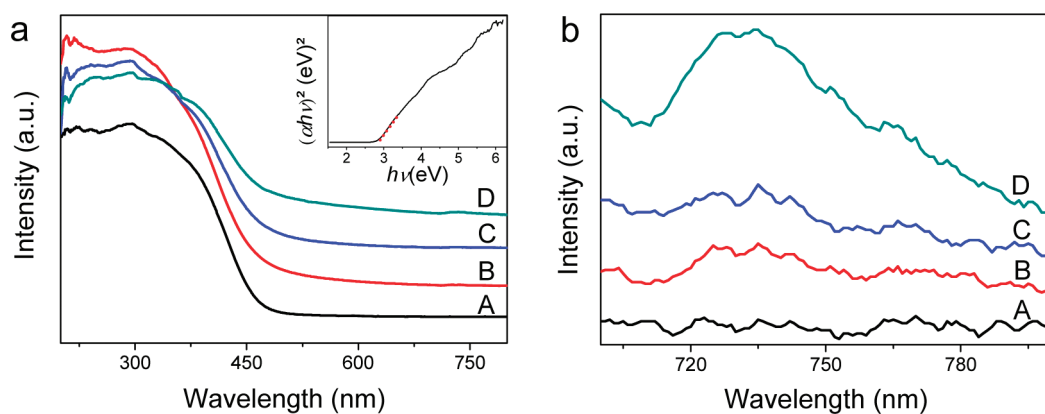 a
Intensity (a.u.)
(αhν)² (eV)²
2 3 4 5 6
hν(eV)
D
C
B
A
300 450 600 750
Wavelength (nm)
b
Intensity (a.u.)
D
C
B
A
720 750 780
Wavelength (nm)